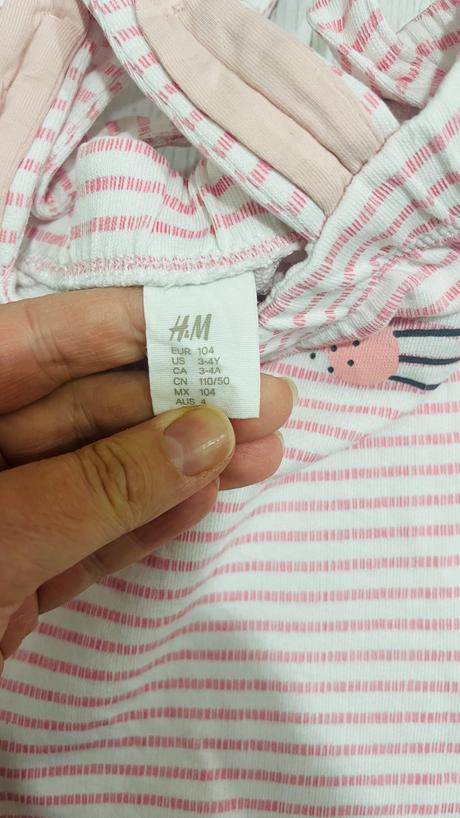 H&M
EUR 104
US 3-4Y
CA 3-4A
CN 110/50
MX 104
AUS 4